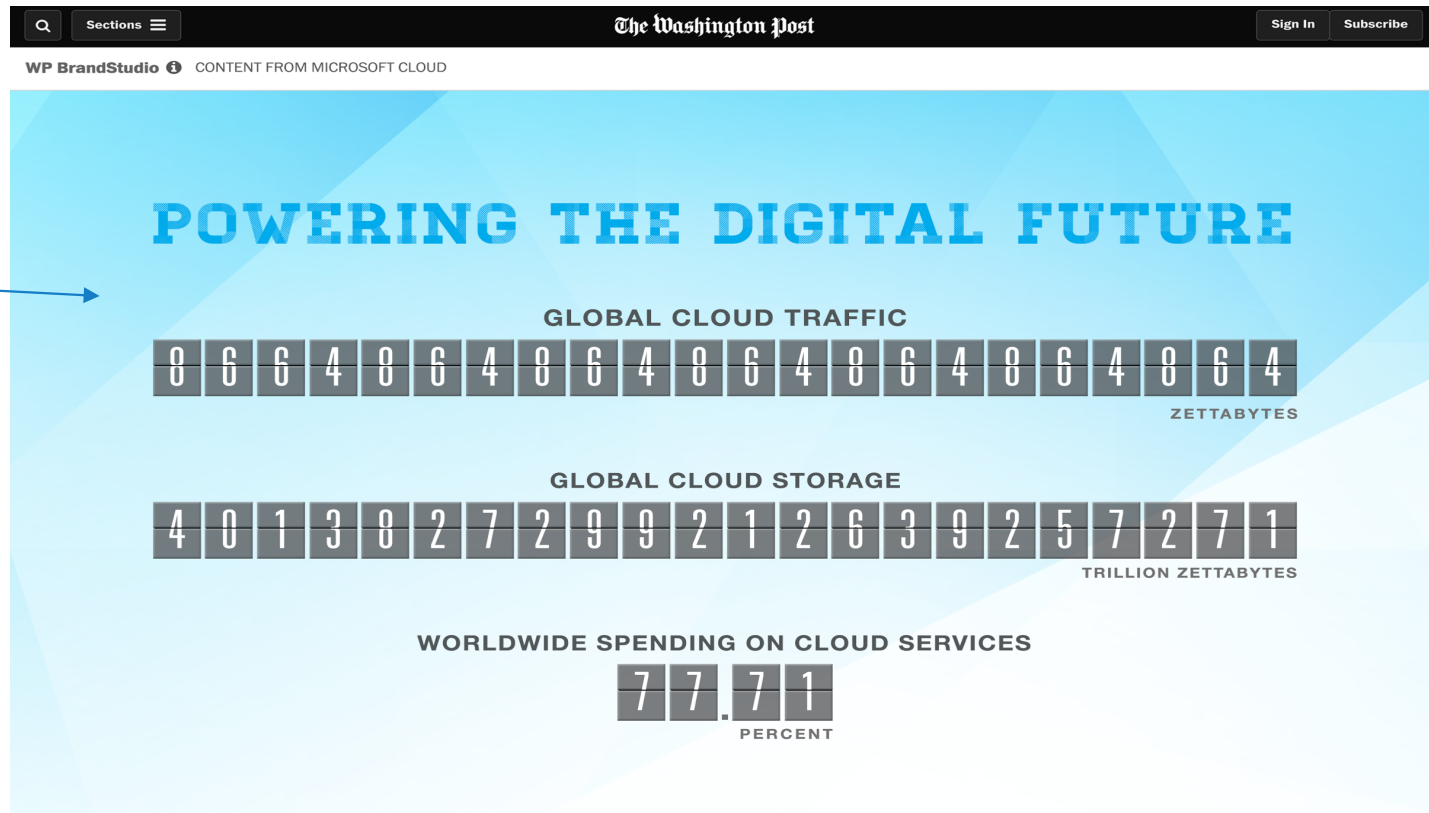 Sections
The Washington Post
Sign In
Subscribe
WP BrandStudio CONTENT FROM MICROSOFT CLOUD
POWERING THE DIGITAL FUTURE
GLOBAL CLOUD TRAFFIC
8664864864864864864864
ZETTABYTES
GLOBAL CLOUD STORAGE
4013827299212639257271
TRILLION ZETTABYTES
WORLDWIDE SPENDING ON CLOUD SERVICES
77.71
PERCENT